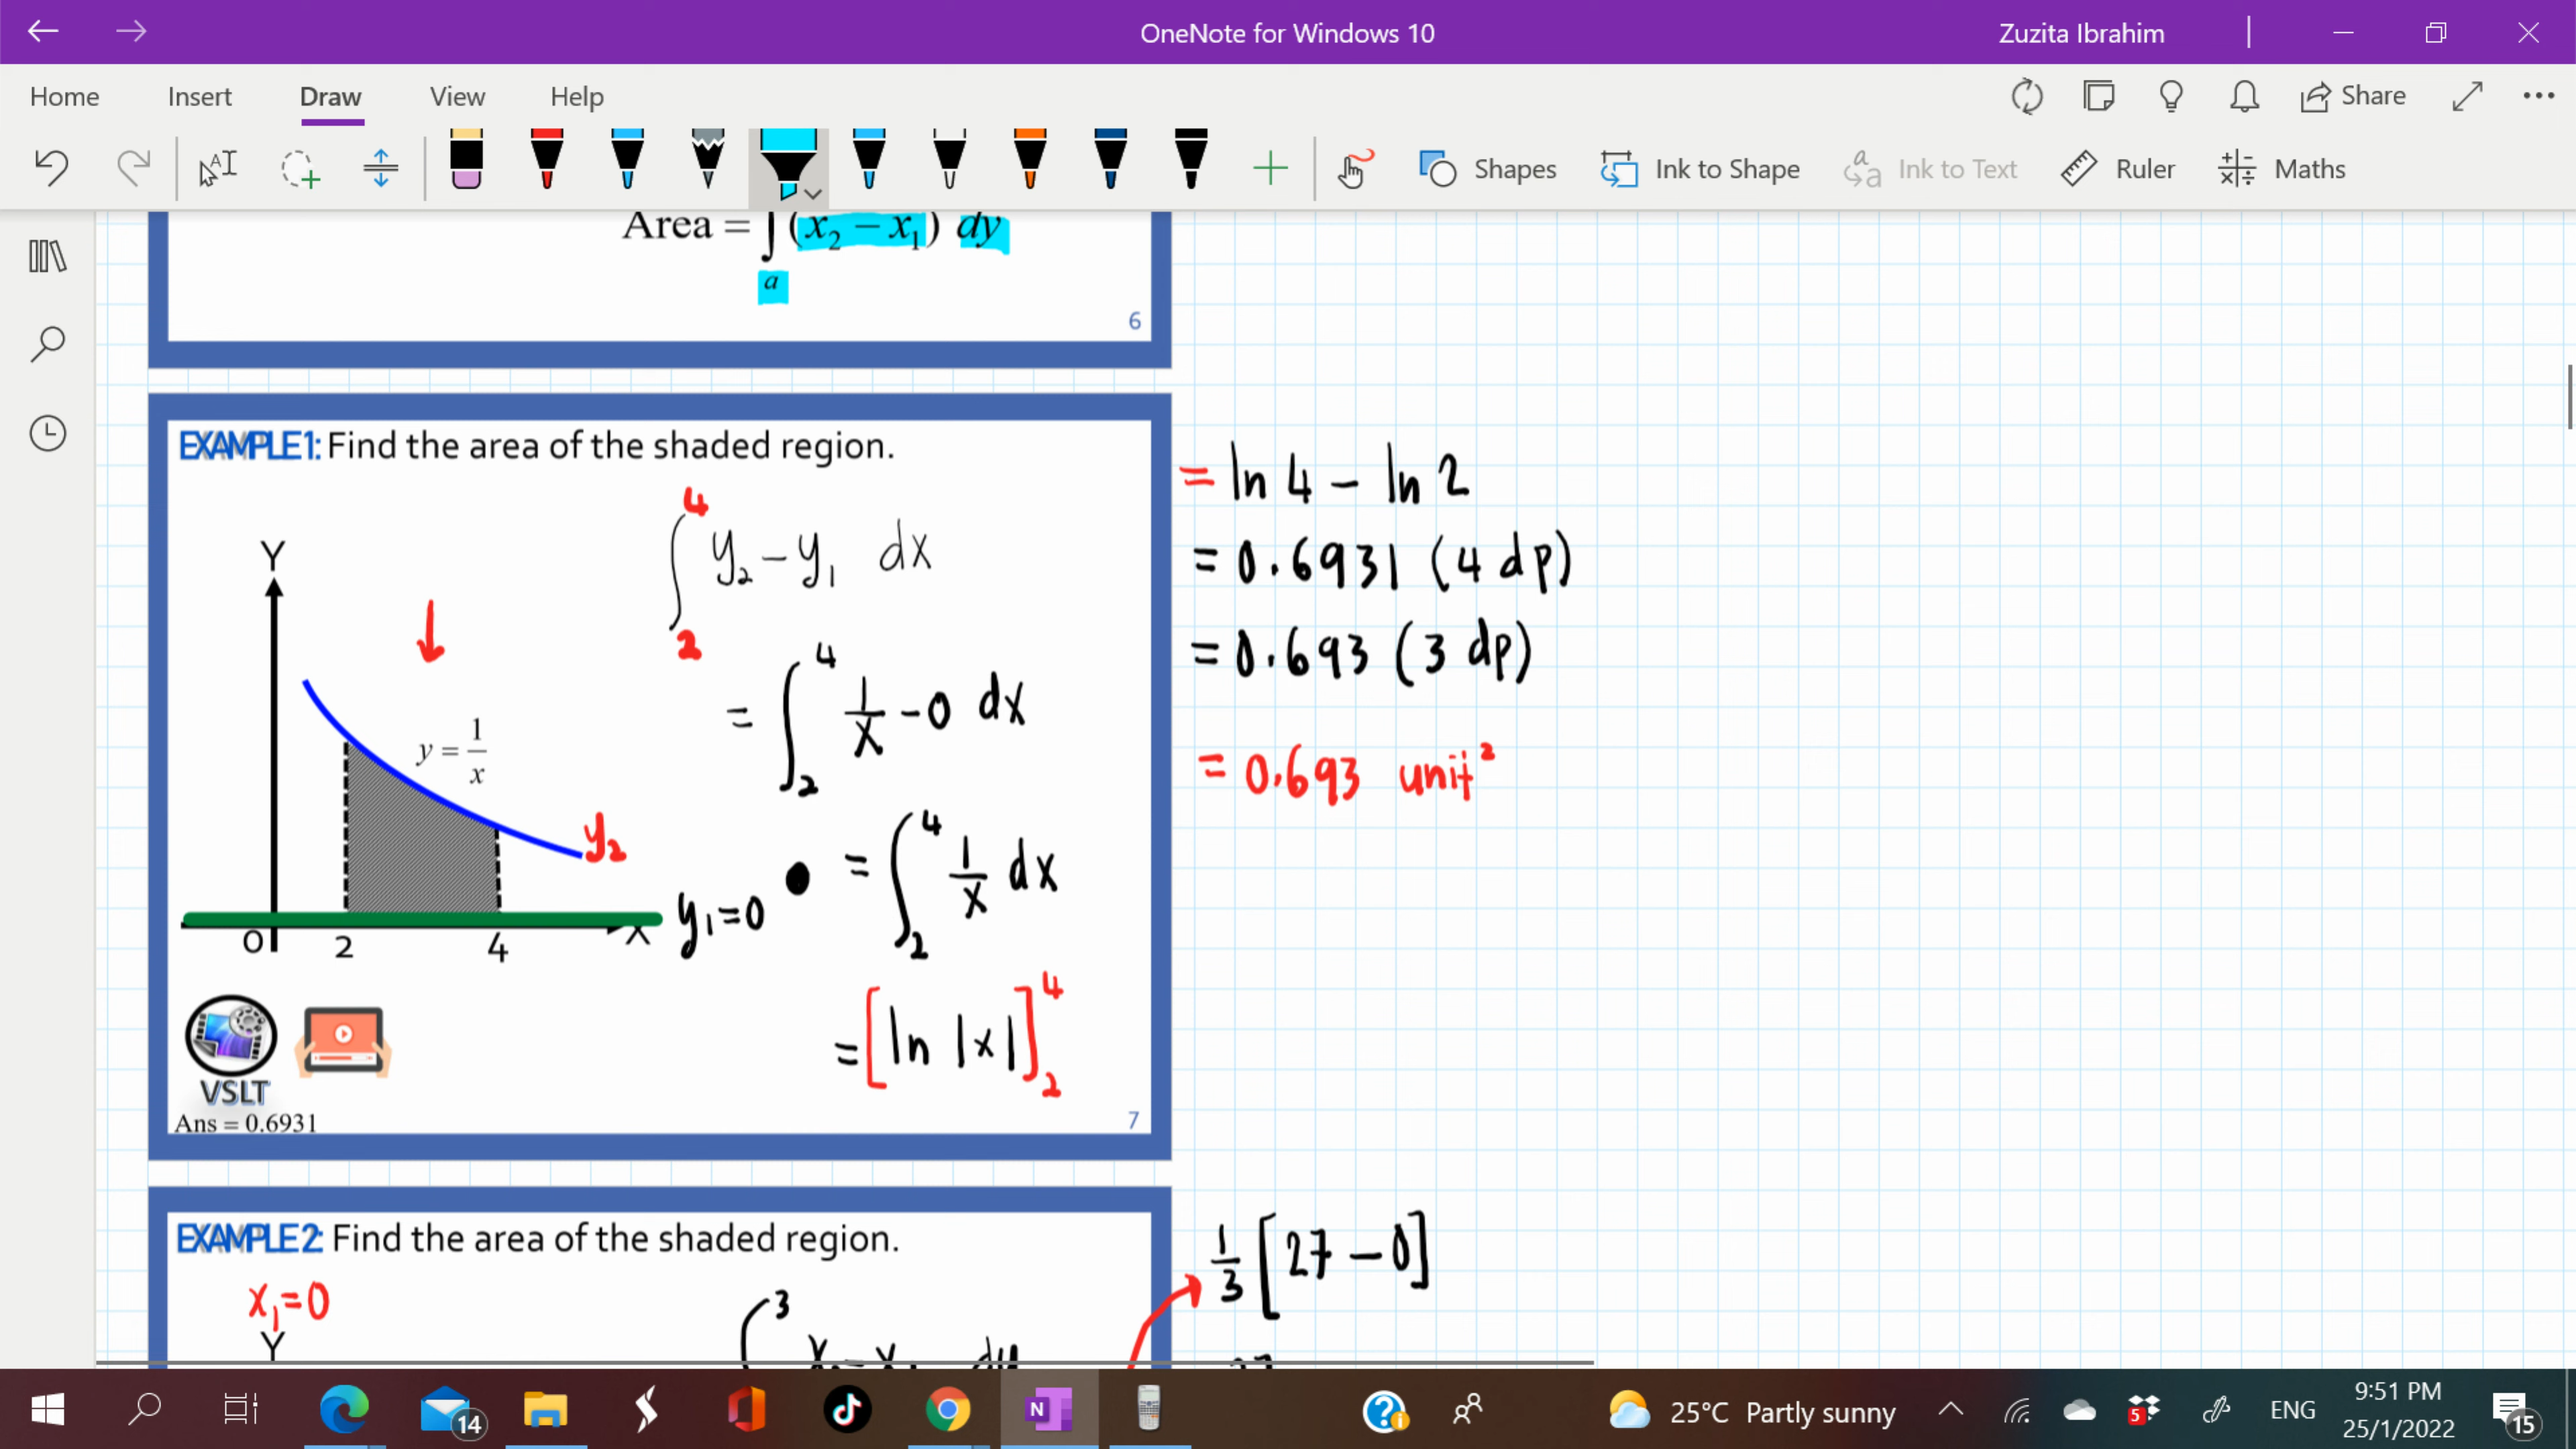 OneNote for Windows 10
Zuzita Ibrahim
Home Insert Draw View Help
Share
Shapes Ink to Shape Ink to Text Ruler Maths
Area = ∫ (x₂ − x₁) dy
a
6
EXAMPLE 1: Find the area of the shaded region.
∫₂⁴ y₂ − y₁ dx
= ∫₂⁴ 1/x − 0 dx
= ∫₂⁴ 1/x dx
= [ln |x|]₂⁴
Y
y = 1/x
y₂
y₁ = 0
0 2 4 X
VSLT
Ans = 0.6931
7
= ln 4 − ln 2
= 0.6931 (4 dp)
= 0.693 (3 dp)
= 0.693 unit²
EXAMPLE 2: Find the area of the shaded region.
x₁ = 0
Y
1/3 [27 − 0]
14
N
5
25°C Partly sunny
ENG
9:51 PM
25/1/2022
15